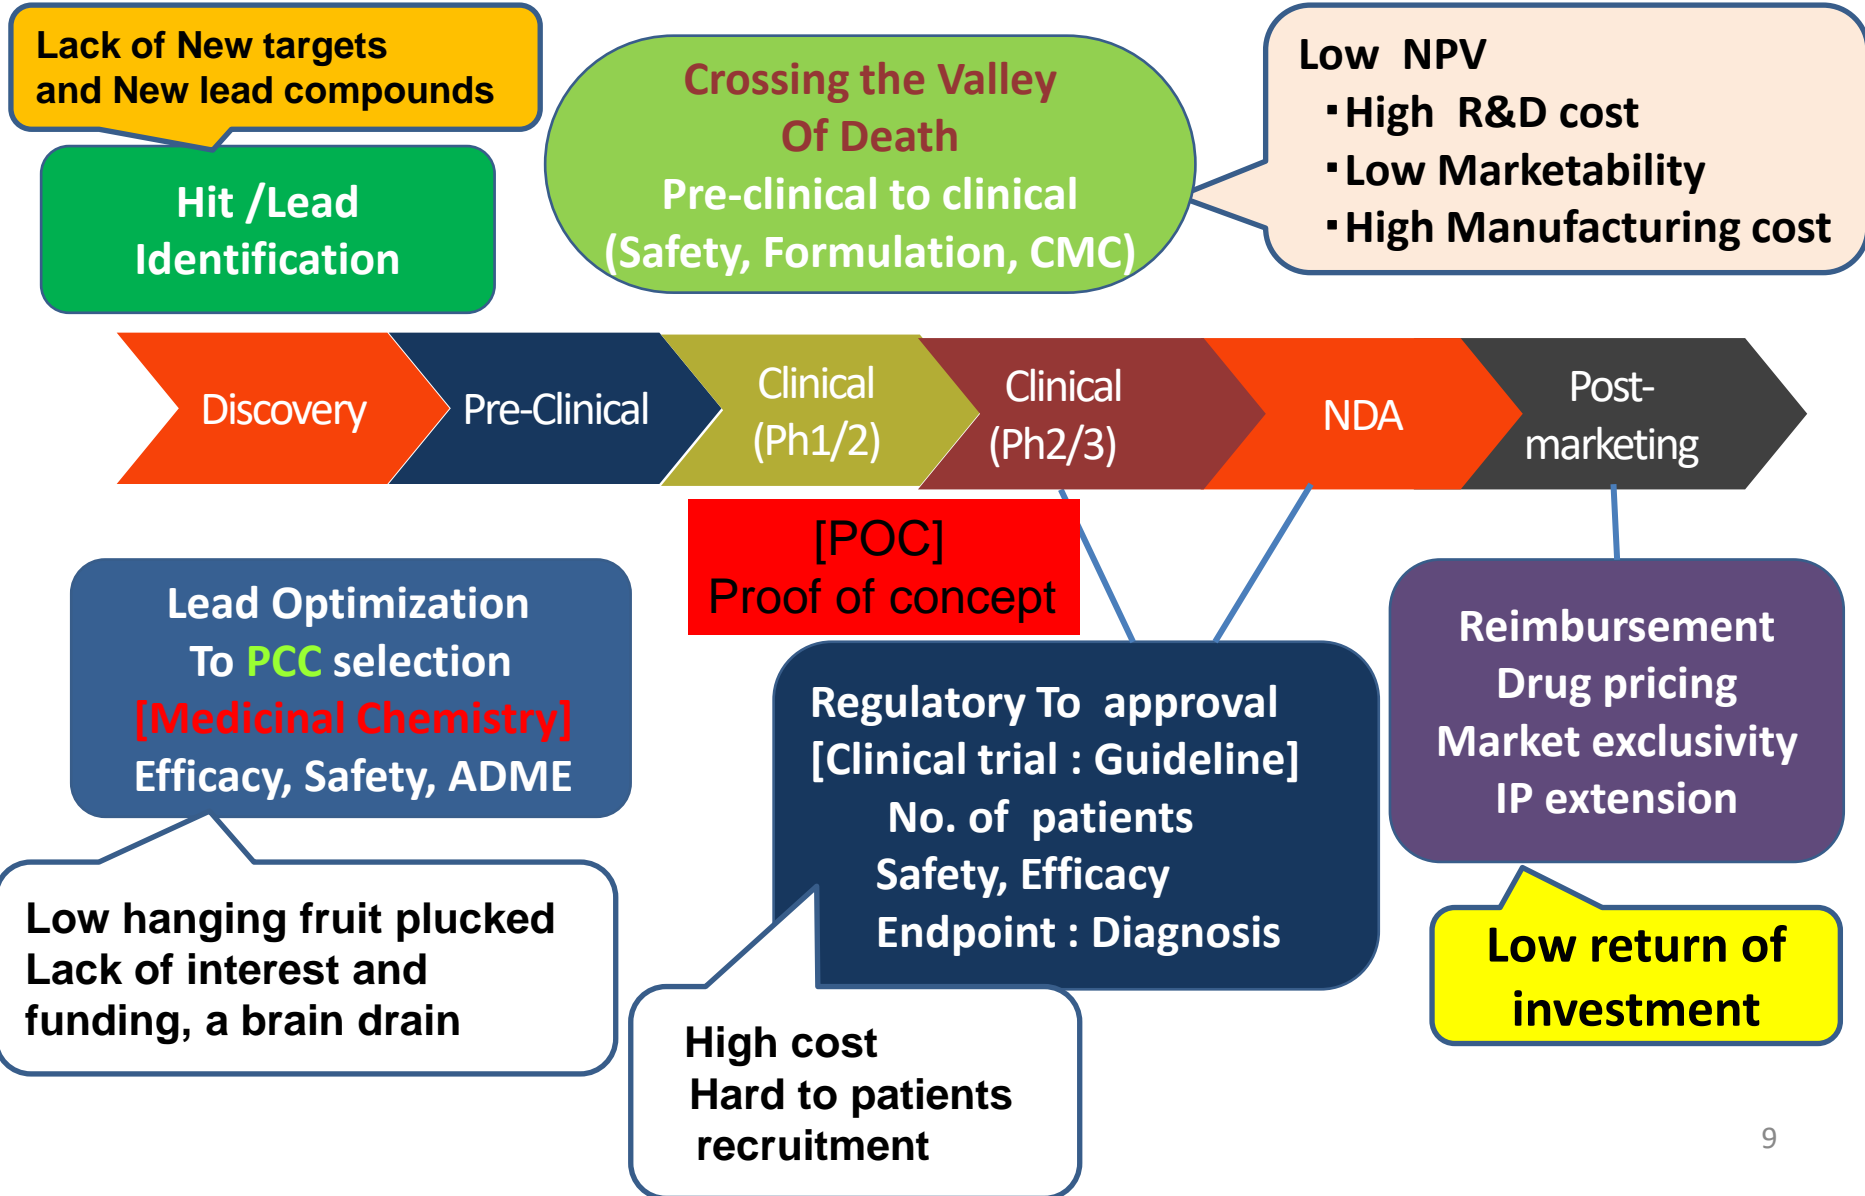 Lack of New targets
and New lead compounds
Hit /Lead
Identification
Crossing the Valley
Of Death
Pre-clinical to clinical
(Safety, Formulation, CMC)
Low NPV
▪High R&D cost
▪Low Marketability
▪High Manufacturing cost
Discovery
Pre-Clinical
Clinical
(Ph1/2)
Clinical
(Ph2/3)
NDA
Post-
marketing
[POC]
Proof of concept
Lead Optimization
To PCC selection
[Medicinal Chemistry]
Efficacy, Safety, ADME
Low hanging fruit plucked
Lack of interest and
funding, a brain drain
Regulatory To approval
[Clinical trial : Guideline]
No. of patients
Safety, Efficacy
Endpoint : Diagnosis
High cost
Hard to patients
recruitment
Reimbursement
Drug pricing
Market exclusivity
IP extension
Low return of
investment
9